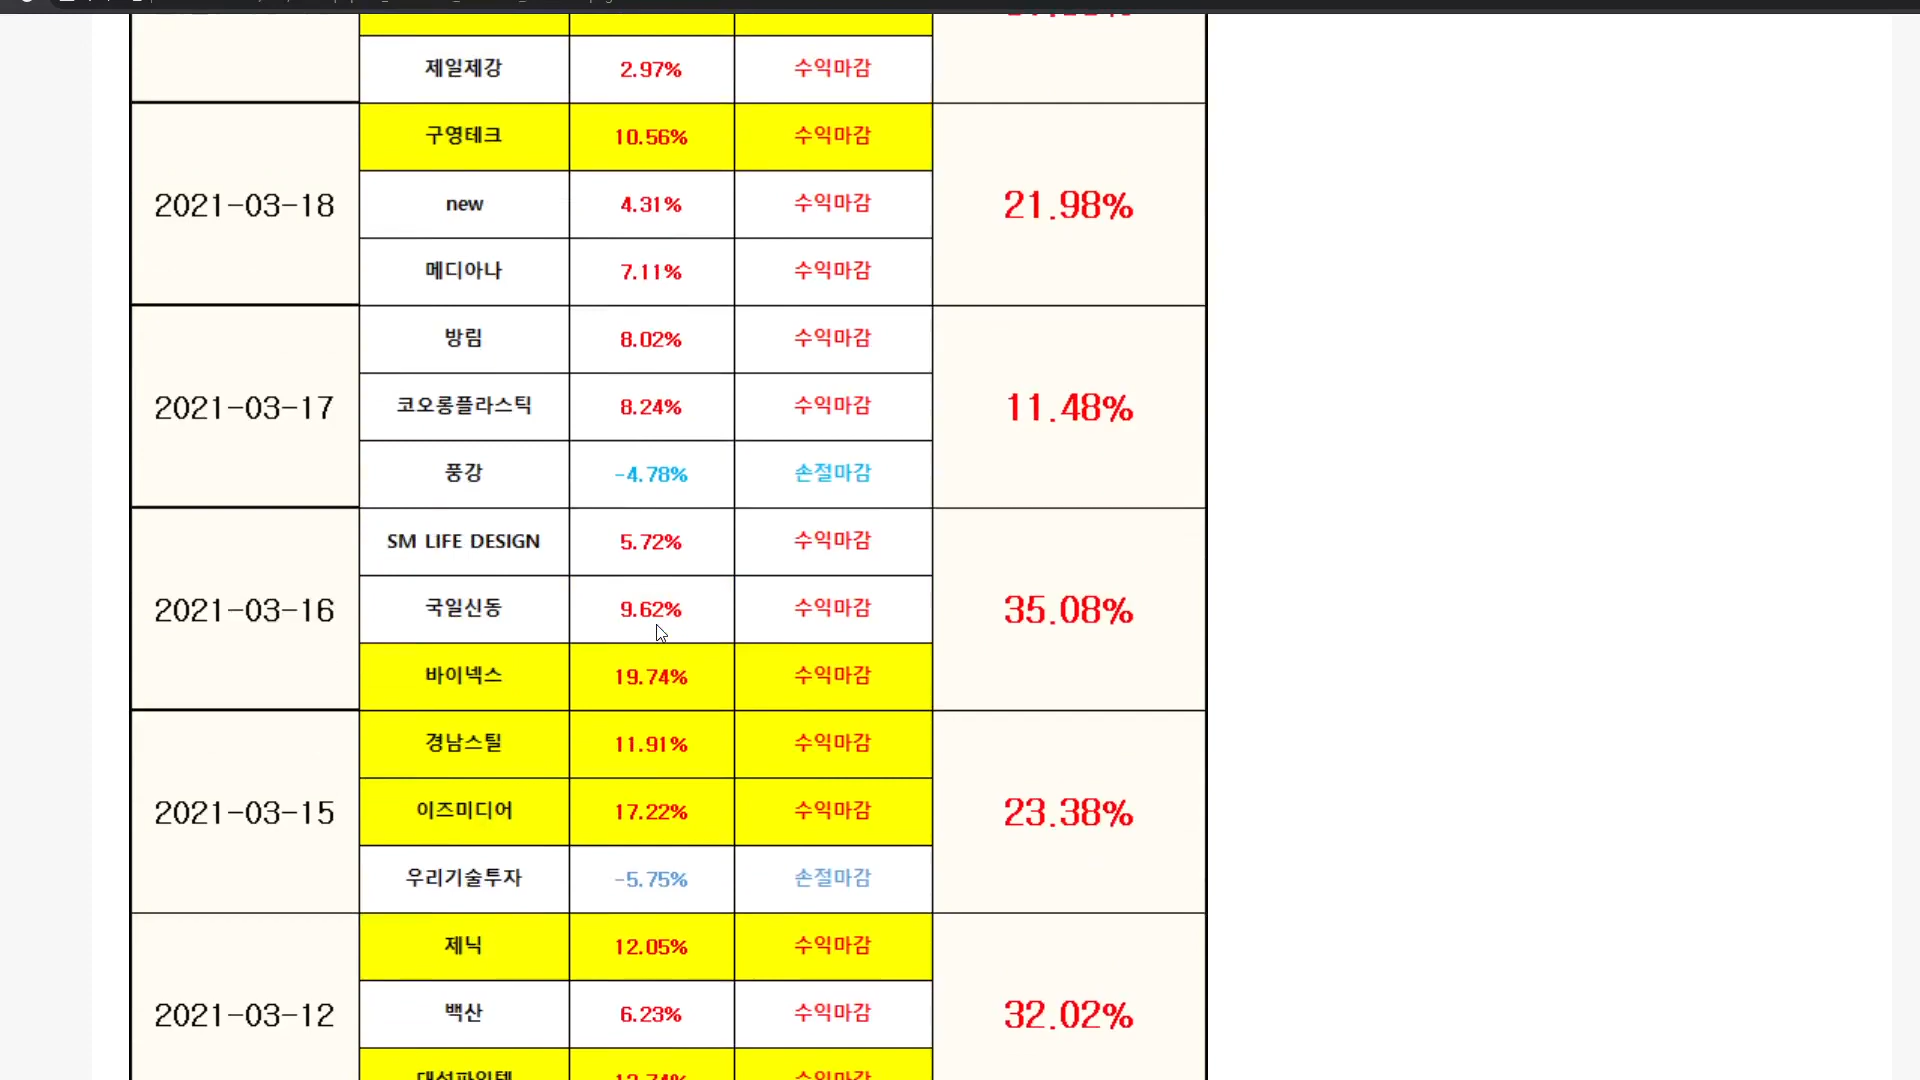 제일제강 2.97% 수익마감
2021-03-18
구영테크 10.56% 수익마감
new 4.31% 수익마감
메디아나 7.11% 수익마감
21.98%
2021-03-17
방림 8.02% 수익마감
코오롱플라스틱 8.24% 수익마감
풍강 -4.78% 손절마감
11.48%
2021-03-16
SM LIFE DESIGN 5.72% 수익마감
국일신동 9.62% 수익마감
바이넥스 19.74% 수익마감
35.08%
2021-03-15
경남스틸 11.91% 수익마감
이즈미디어 17.22% 수익마감
우리기술투자 -5.75% 손절마감
23.38%
2021-03-12
제닉 12.05% 수익마감
백산 6.23% 수익마감
32.02%